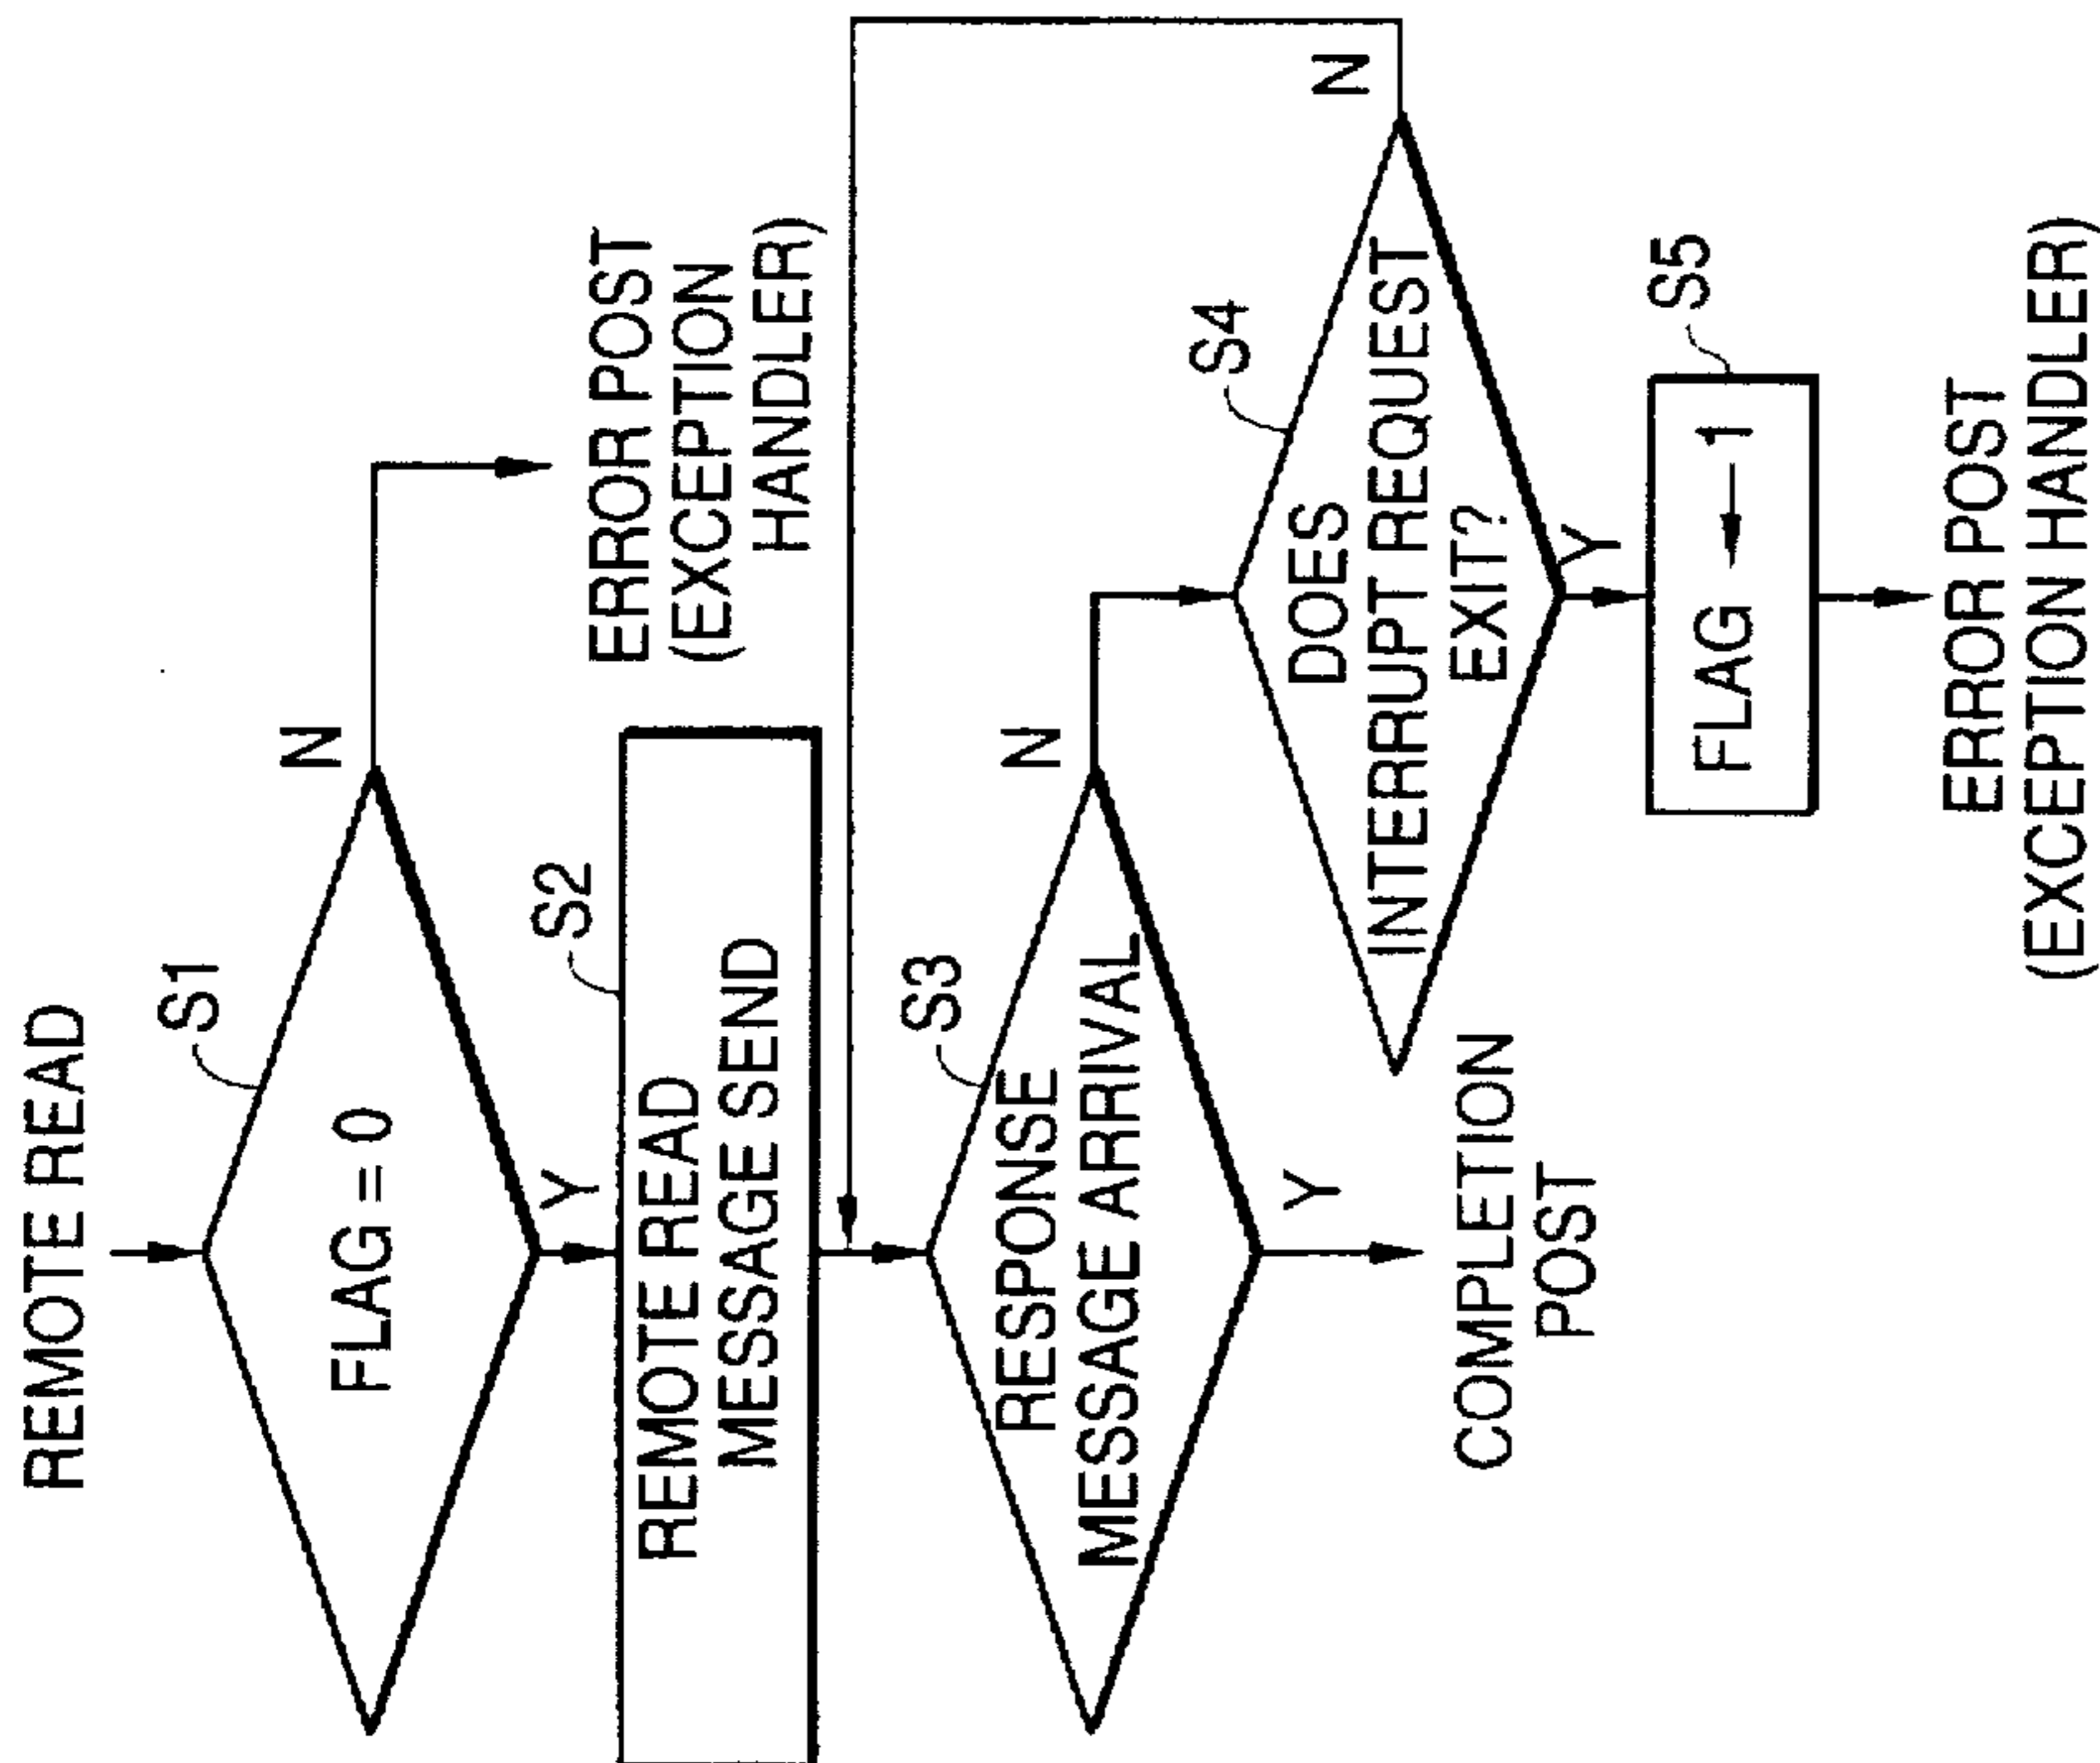 REMOTE READ
S1
FLAG = 0
N
Y
ERROR POST
(EXCEPTION
HANDLER)
S2
REMOTE READ
MESSAGE SEND
S3
RESPONSE
MESSAGE ARRIVAL
N
Y
COMPLETION
POST
S4
DOES
INTERRUPT REQUEST
EXIT?
N
Y
S5
FLAG ← 1
ERROR POST
(EXCEPTION HANDLER)